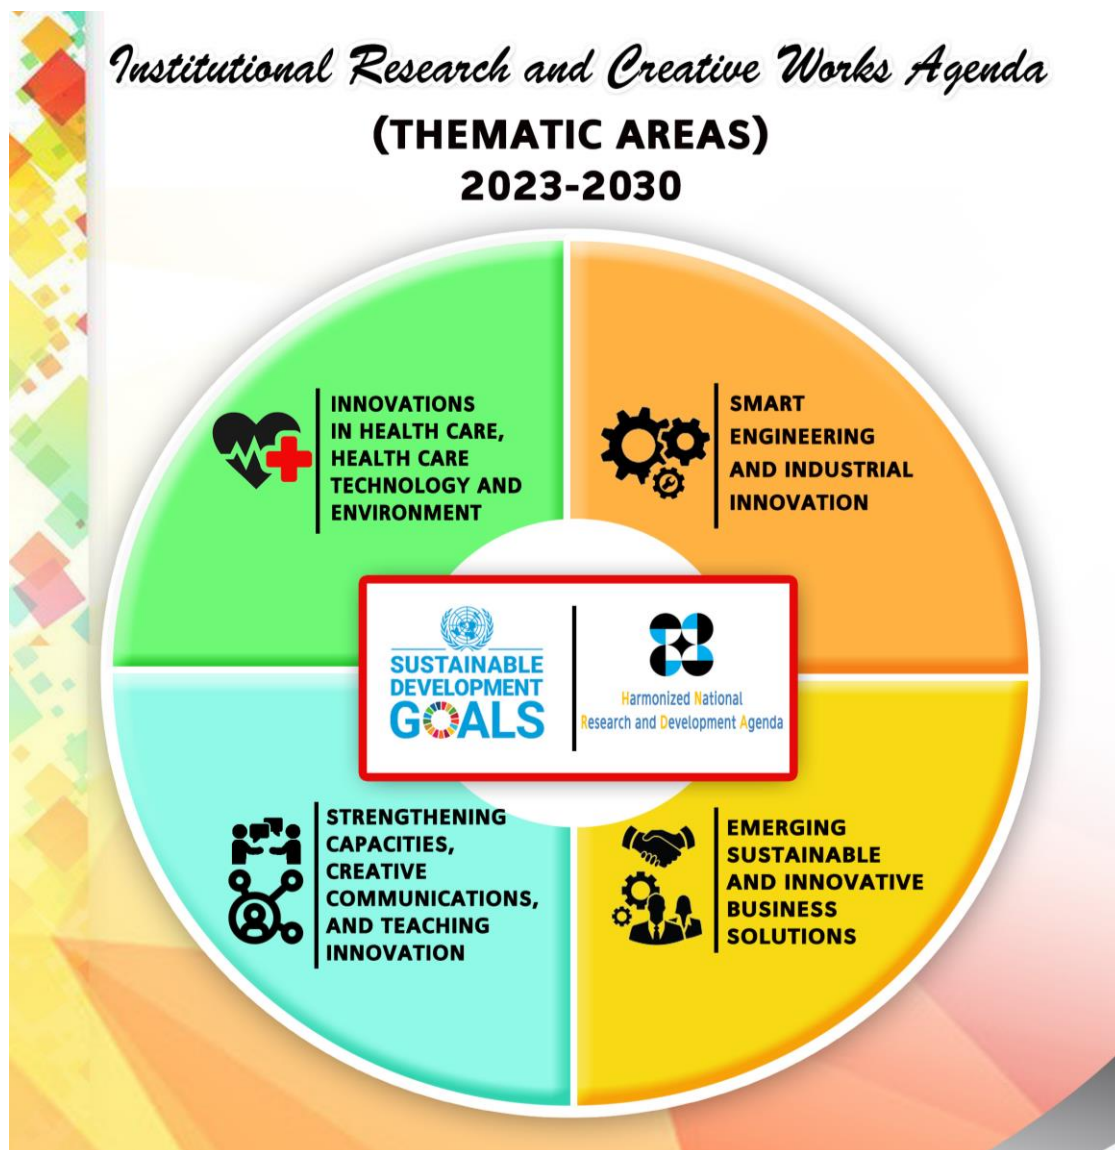 Institutional Research and Creative Works Agenda
(THEMATIC AREAS)
2023-2030
INNOVATIONS
IN HEALTH CARE,
HEALTH CARE
TECHNOLOGY AND
ENVIRONMENT
SMART
ENGINEERING
AND INDUSTRIAL
INNOVATION
SUSTAINABLE
DEVELOPMENT
GOALS
Harmonized National
Research and Development Agenda
STRENGTHENING
CAPACITIES,
CREATIVE
COMMUNICATIONS,
AND TEACHING
INNOVATION
EMERGING
SUSTAINABLE
AND INNOVATIVE
BUSINESS
SOLUTIONS